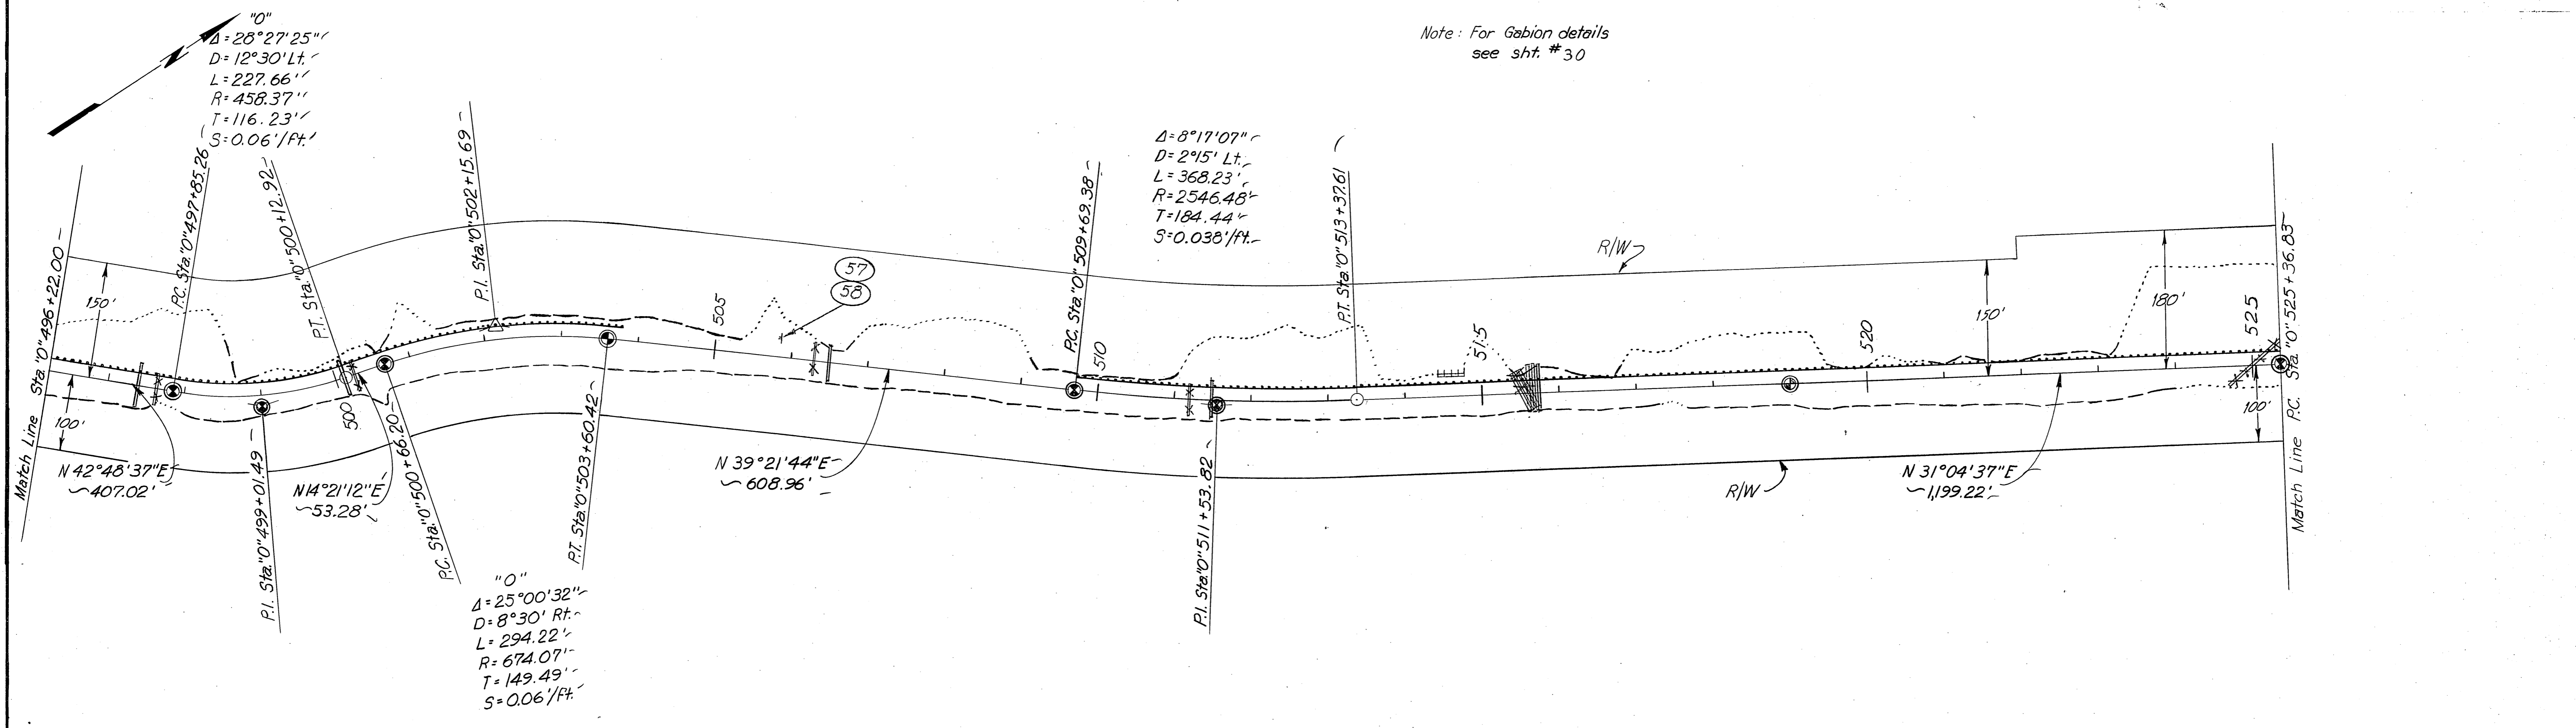 "O"
Δ=28°27'25"
D=12°30' Lt.
L=227.66'
R=458.37'
T=116.23'
S=0.06'/ft.
N
Note: For Gabion details
see sht. #30
Δ=8°17'07"
D=2°15' Lt.
L=368.23'
R=2546.48'
T=184.44'
S=0.038'/ft.
Match Line Sta. "O" 496+22.00
P.C. Sta. "O" 497+85.26
P.T. Sta. "O" 500+12.92
P.I. Sta. "O" 502+15.69
P.C. Sta. "O" 509+69.38
P.T. Sta. "O" 513+37.61
R/W
150'
100'
57
58
505
510
515
520
525
150'
180'
100'
500
N 42°48'37"E
~407.02'
P.I. Sta. "O" 499+01.49
N14°21'12"E
~53.28'
P.C. Sta. "O" 500+66.20
P.T. Sta. "O" 503+60.42
N 39°21'44"E
~608.96'
P.I. Sta. "O" 511+53.82
R/W
N 31°04'37"E
~1,199.22'
Match Line P.C. Sta. "O" 525+36.83
"O"
Δ=25°00'32"
D=8°30' Rt.
L=294.22'
R=674.07'
T=149.49'
S=0.06'/ft.